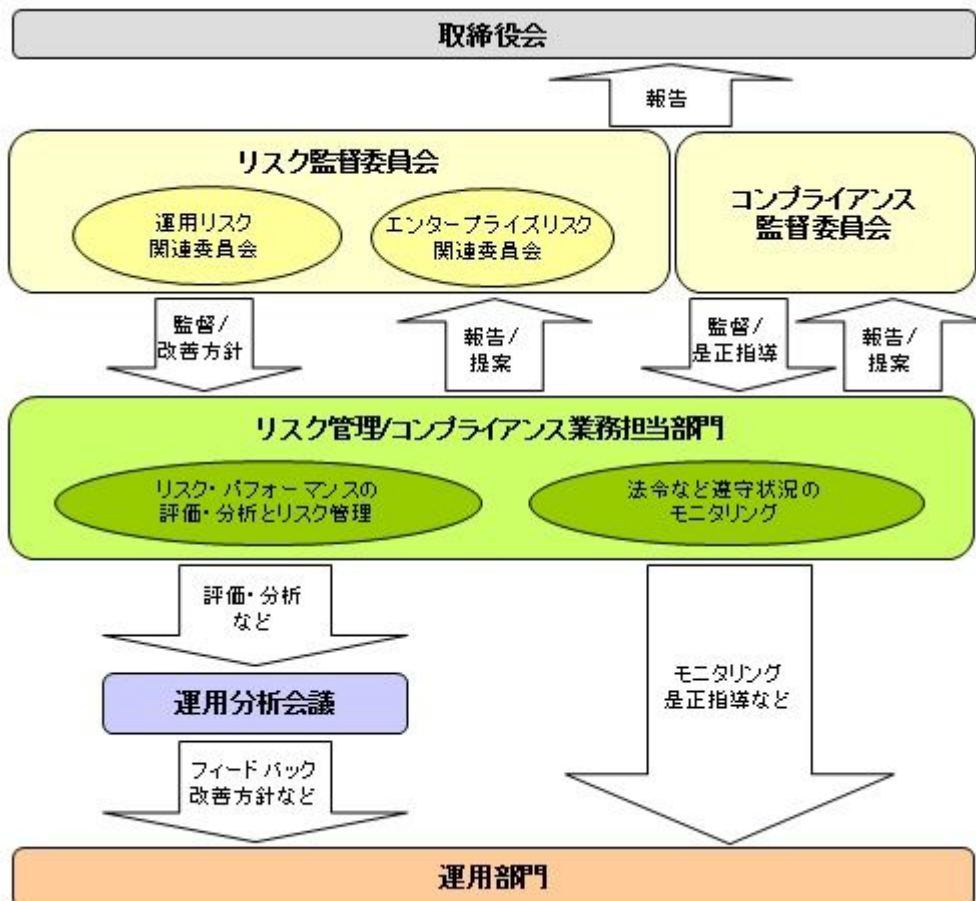 取締役会
報告
リスク監督委員会
運用リスク
関連委員会
エンタープライズリスク
関連委員会
コンプライアンス
監督委員会
監督/
改善方針
報告/
提案
監督/
是正指導
報告/
提案
リスク管理/コンプライアンス業務担当部門
リスク・パフォーマンスの
評価・分析とリスク管理
法令など遵守状況の
モニタリング
評価・分析
など
運用分析会議
モニタリング
是正指導など
フィードバック
改善方針など
運用部門